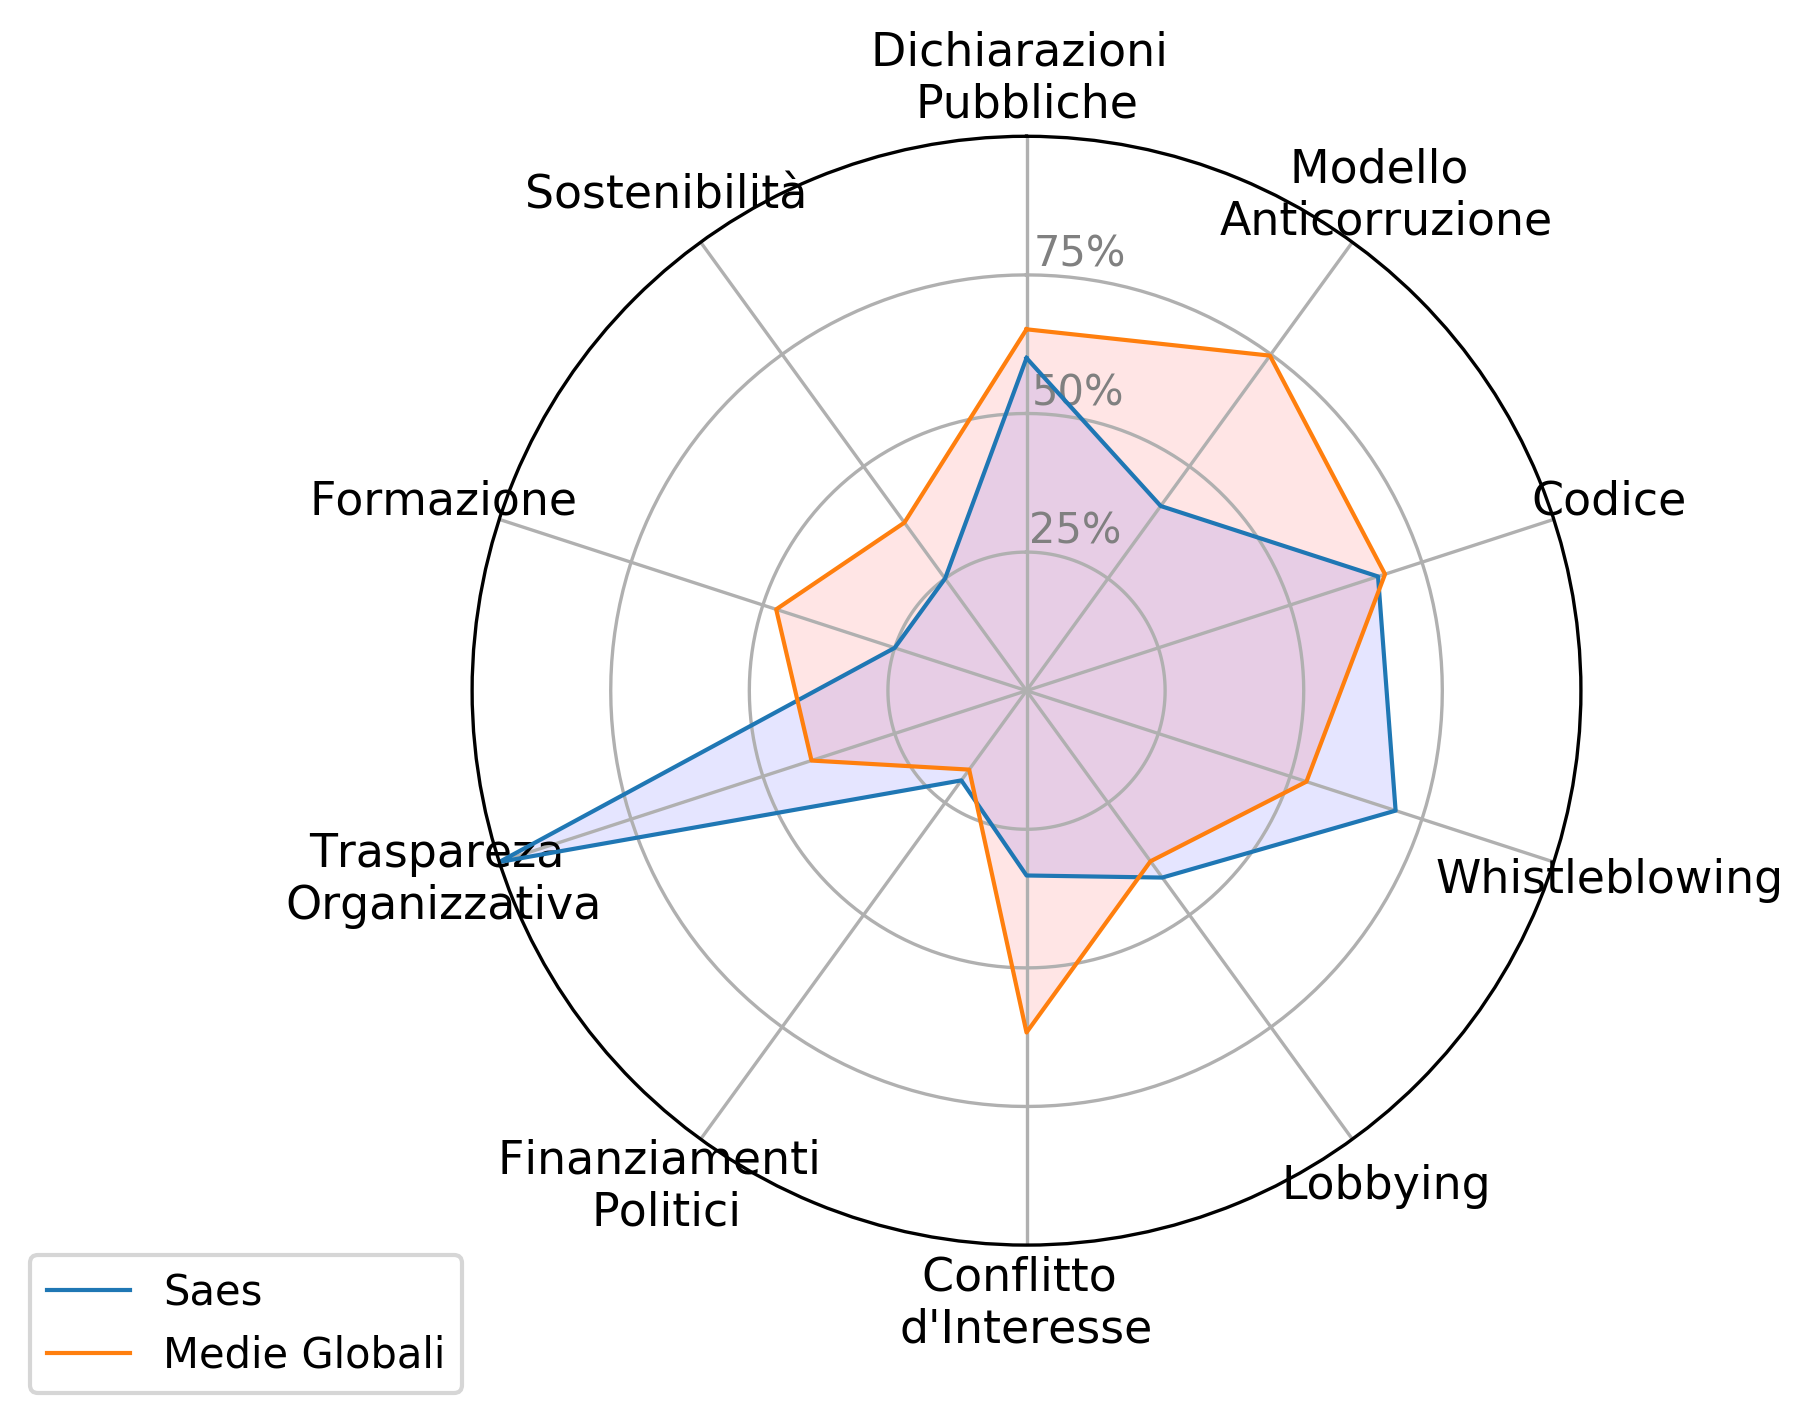 Dichiarazioni
Pubbliche
Modello
Anticorruzione
Sostenibilità
75%
50%
25%
Formazione
Codice
Traspareza
Organizzativa
Whistleblowing
Finanziamenti
Politici
Lobbying
Conflitto
d'Interesse
Saes
Medie Globali